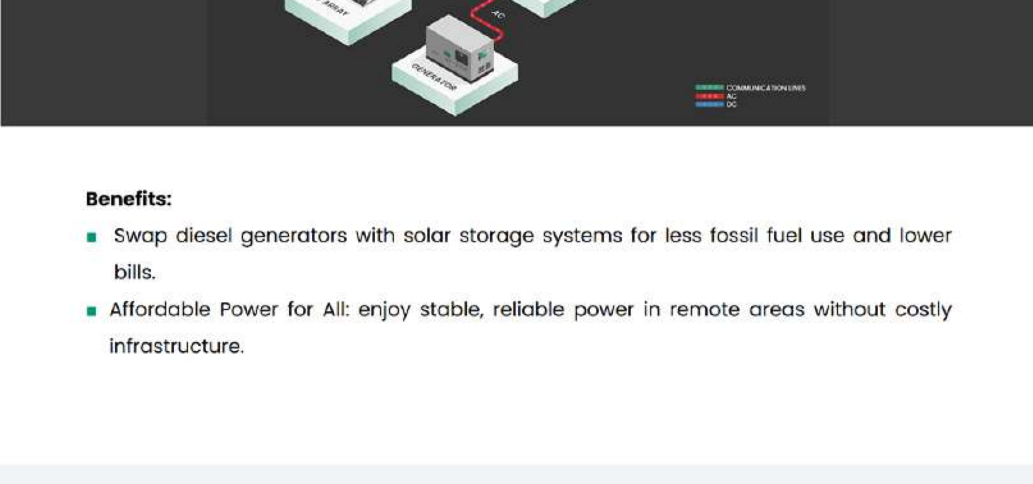 ARRAY
AC
GENERATOR
COMMUNICATION LINES
AC
DC
Benefits:
Swap diesel generators with solar storage systems for less fossil fuel use and lower
bills.
Affordable Power for All: enjoy stable, reliable power in remote areas without costly
infrastructure.